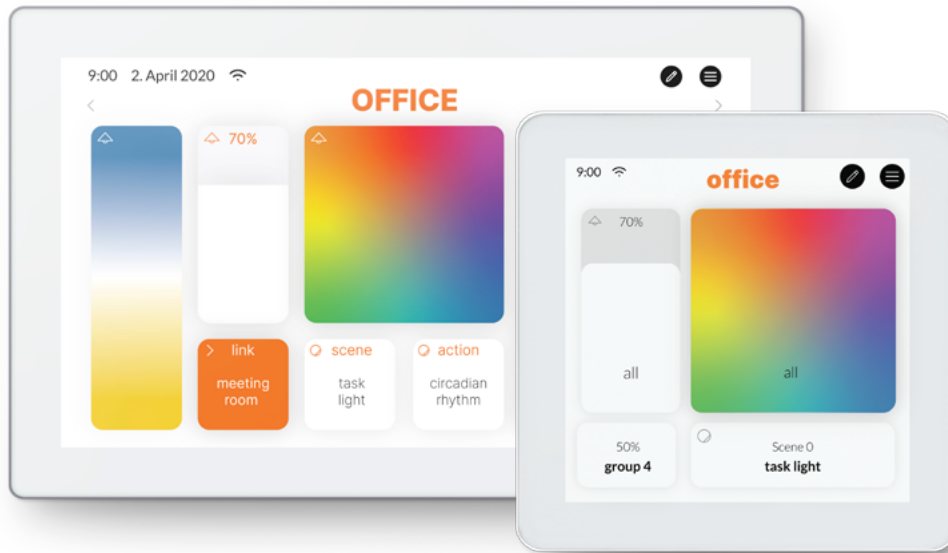 9:00 2. April 2020
OFFICE
70%
link
meeting
room
scene
task
light
action
circadian
rhythm
9:00
office
70%
all
all
50%
group 4
Scene 0
task light